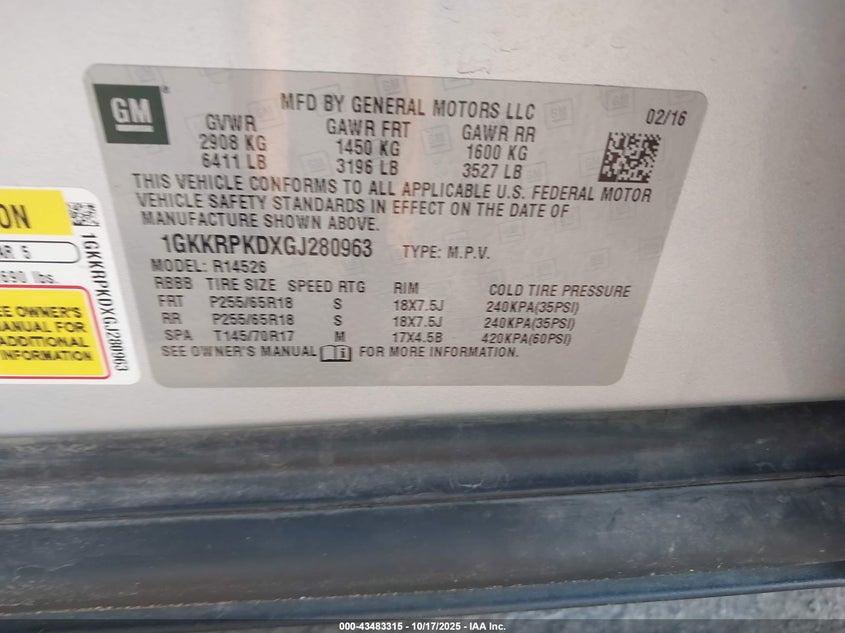 GM
MFD BY GENERAL MOTORS LLC
02/16
GVWR GAWR FRT GAWR RR
2908 KG 1450 KG 1600 KG
6411 LB 3196 LB 3527 LB
THIS VEHICLE CONFORMS TO ALL APPLICABLE U.S. FEDERAL MOTOR
VEHICLE SAFETY STANDARDS IN EFFECT ON THE DATE OF
MANUFACTURE SHOWN ABOVE.
1GKKRPKDXGJ280963 TYPE: M.P.V.
MODEL: R14526
RBBB TIRE SIZE SPEED RTG RIM COLD TIRE PRESSURE
FRT P255/65R18 S 18X7.5J 240KPA(35PSI)
RR P255/65R18 S 18X7.5J 240KPA(35PSI)
SPA T145/70R17 M 17X4.5B 420KPA(60PSI)
SEE OWNER'S MANUAL FOR MORE INFORMATION.
5
690 lbs.
OWNER'S
MANUAL FOR
ADDITIONAL
INFORMATION
1GKKRPKDXGJ280963
000-43483315 - 10/17/2025 - IAA Inc.